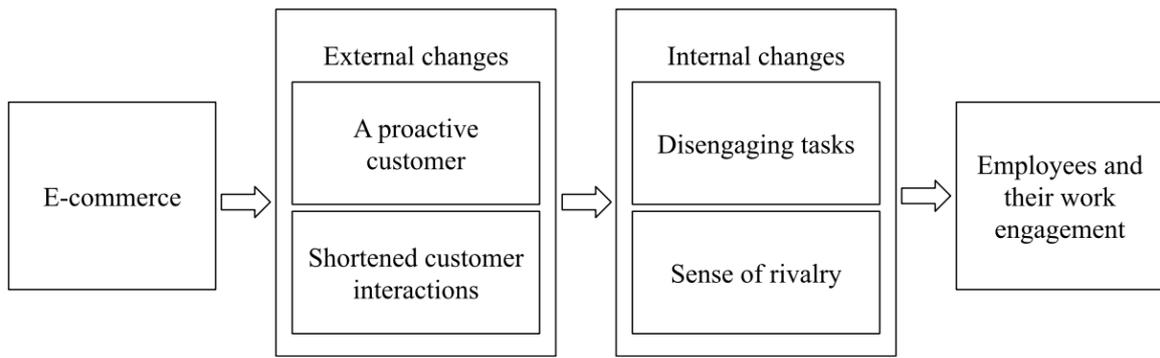 E-commerce
External changes
A proactive
customer
Shortened customer
interactions
Internal changes
Disengaging tasks
Sense of rivalry
Employees and
their work
engagement